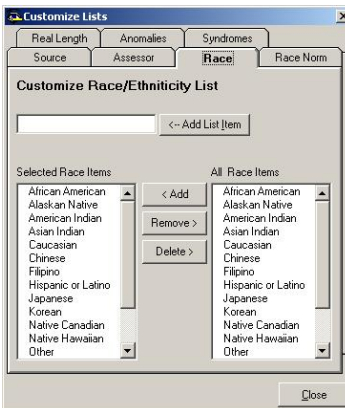 Customize Lists
Real Length Anomalies Syndromes
Source Assessor Race Race Norm
Customize Race/Ethniticity List
<-- Add List Item
Selected Race Items All Race Items
African American < Add African American
Alaskan Native Alaskan Native
American Indian Remove > American Indian
Asian Indian Asian Indian
Caucasian Delete > Caucasian
Chinese Chinese
Filipino Filipino
Hispanic or Latino Hispanic or Latino
Japanese Japanese
Korean Korean
Native Canadian Native Canadian
Native Hawaiian Native Hawaiian
Other Other
Close